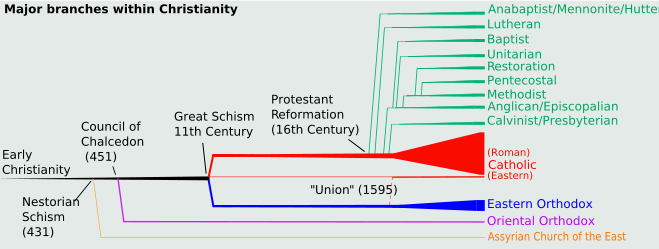 Major branches within Christianity
Anabaptist/Mennonite/Hutte
Lutheran
Baptist
Unitarian
Restoration
Pentecostal
Methodist
Anglican/Episcopalian
Calvinist/Presbyterian
Protestant
Reformation
(16th Century)
Great Schism
11th Century
Council of
Chalcedon
(451)
Early
Christianity
(Roman)
Catholic
(Eastern)
"Union" (1595)
Nestorian
Schism
(431)
Eastern Orthodox
Oriental Orthodox
Assyrian Church of the East